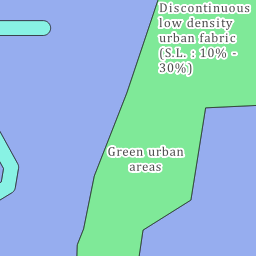 Discontinuous
low density
urban fabric
(S.L. : 10% -
30%)
Green urban
areas